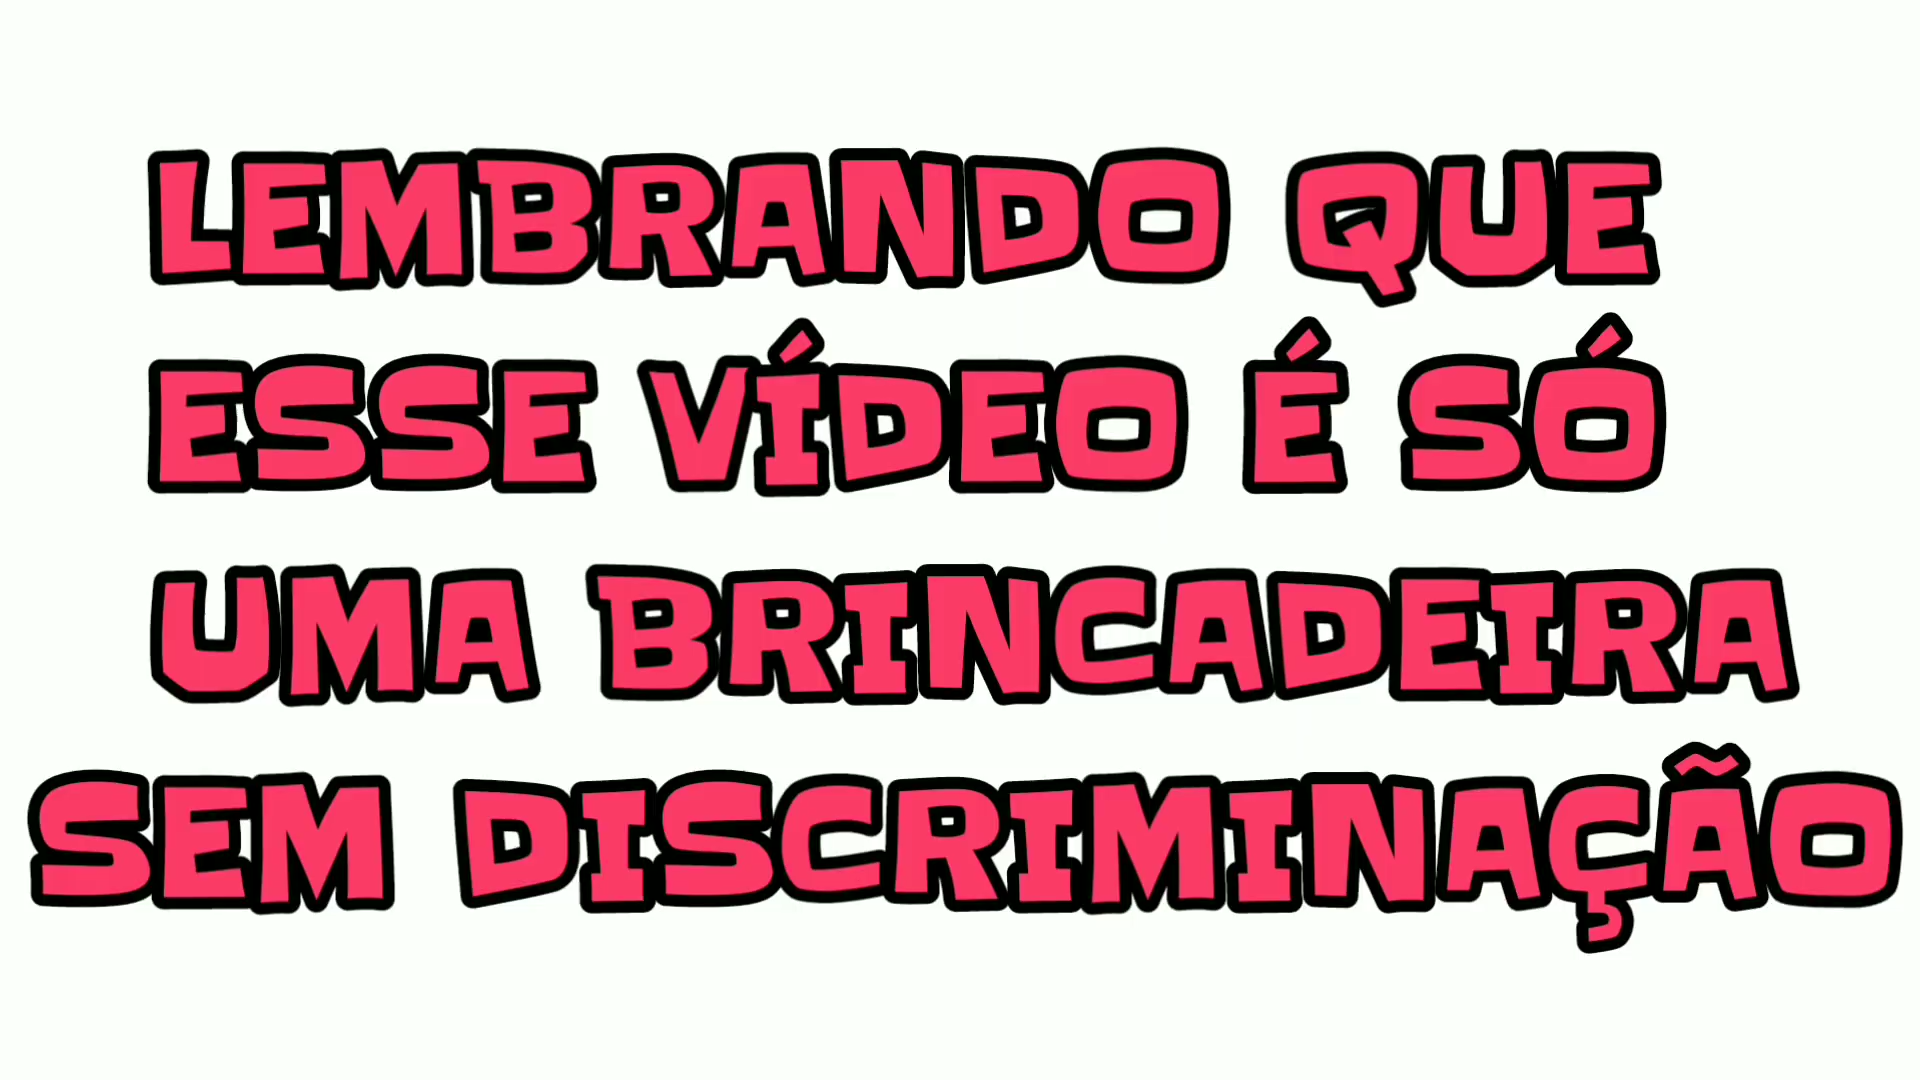 LEMBRANDO QUE
ESSE VÍDEO É SÓ
UMA BRINCADEIRA
SEM DISCRIMINAÇÃO